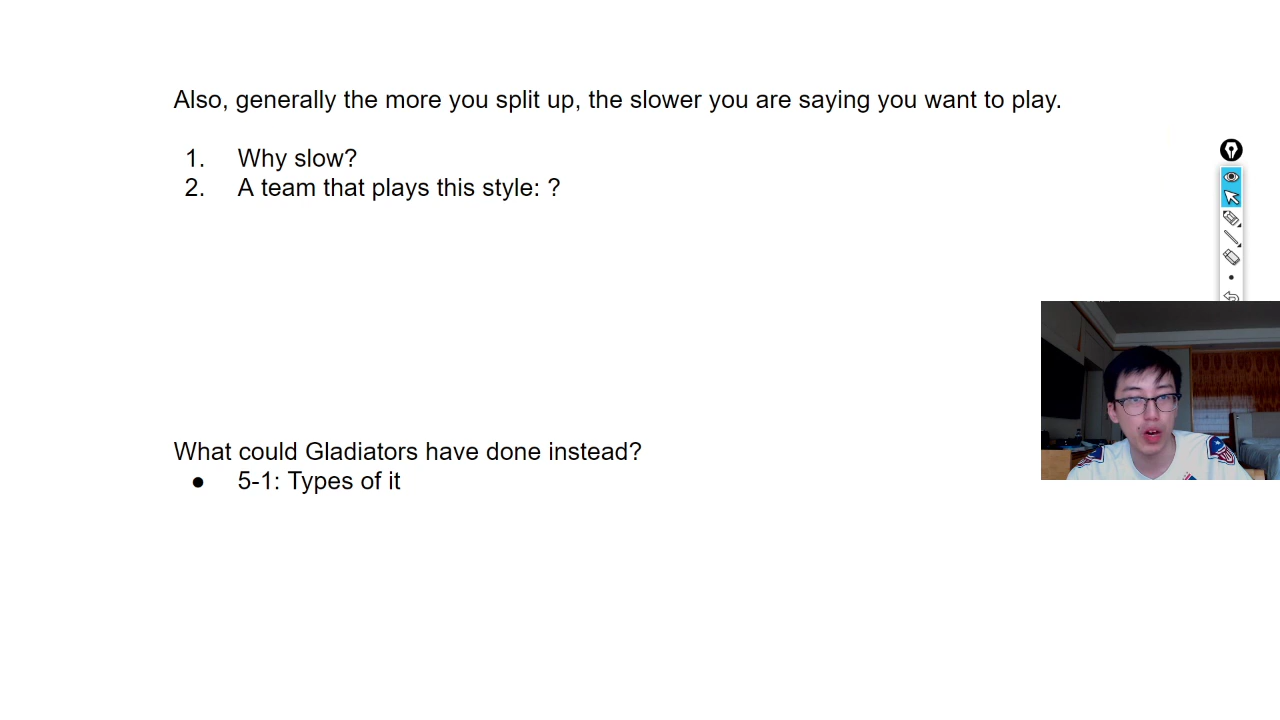 Also, generally the more you split up, the slower you are saying you want to play.
1. Why slow?
2. A team that plays this style: ?
What could Gladiators have done instead?
● 5-1: Types of it